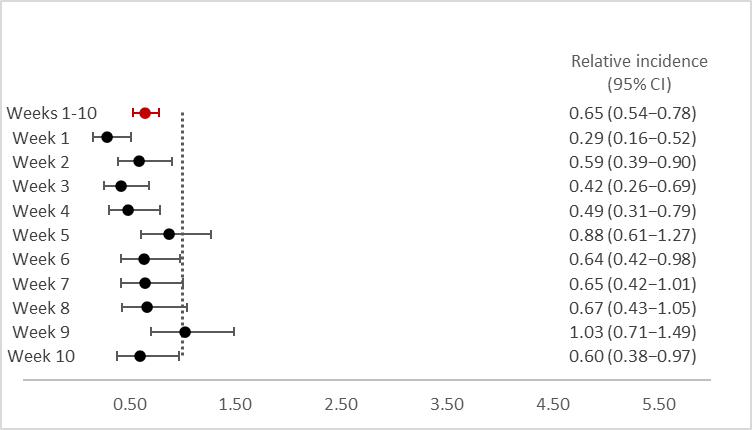 Relative incidence
(95% CI)
Weeks 1-10 0.65 (0.54–0.78)
Week 1 0.29 (0.16–0.52)
Week 2 0.59 (0.39–0.90)
Week 3 0.42 (0.26–0.69)
Week 4 0.49 (0.31–0.79)
Week 5 0.88 (0.61–1.27)
Week 6 0.64 (0.42–0.98)
Week 7 0.65 (0.42–1.01)
Week 8 0.67 (0.43–1.05)
Week 9 1.03 (0.71–1.49)
Week 10 0.60 (0.38–0.97)
0.50 1.50 2.50 3.50 4.50 5.50